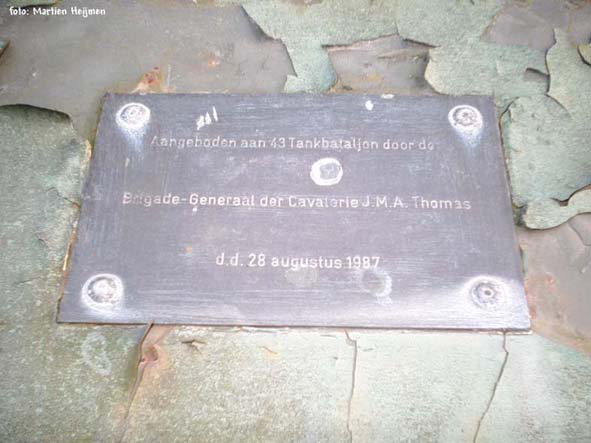 foto: Martien Heijmen
Aangeboden aan 43 Tankbataljon door de
Brigade-Generaal der Cavalerie J.M.A. Thomas
d.d. 28 augustus 1987